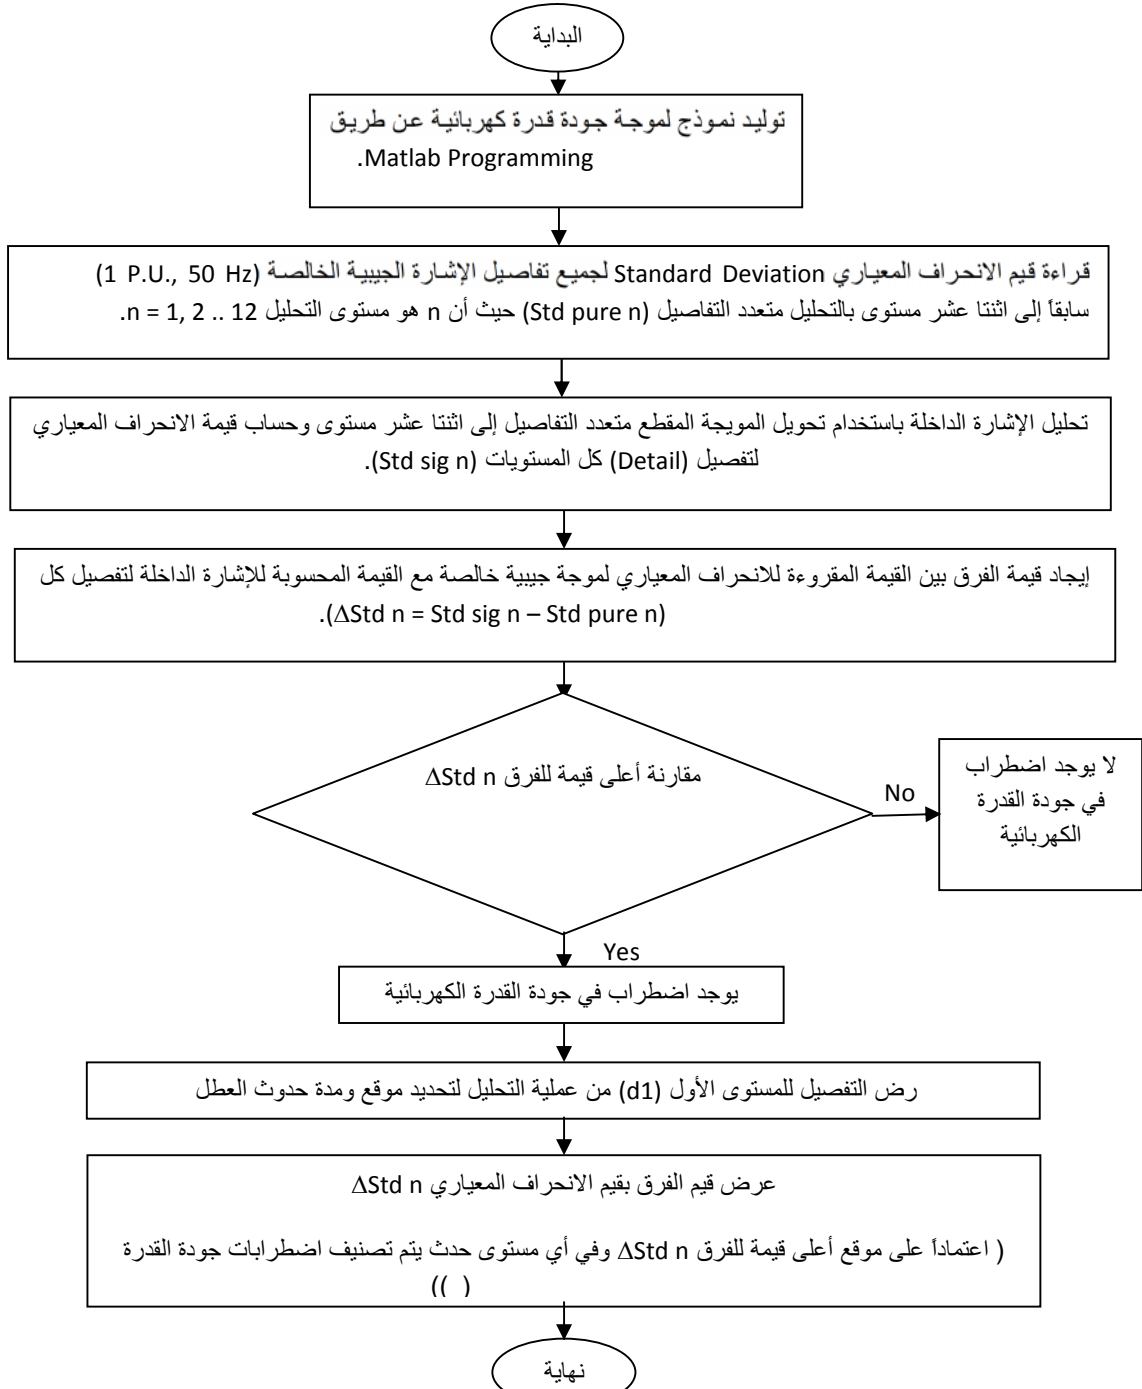 البداية
توليد نموذج لموجة جودة قدرة كهربائية عن طريق
Matlab Programming.
قراءة قيم الانحراف المعياري Standard Deviation لجميع تفاصيل الإشارة الجيبية الخالصة (1 P.U., 50 Hz)
سابقاً إلى اثنتا عشر مستوى بالتحليل متعدد التفاصيل (Std pure n) حيث أن n هو مستوى التحليل n = 1, 2 .. 12.
تحليل الإشارة الداخلة باستخدام تحويل المويجة المقطع متعدد التفاصيل إلى اثنتا عشر مستوى وحساب قيمة الانحراف المعياري
لتفصيل (Detail) كل المستويات (Std sig n).
إيجاد قيمة الفرق بين القيمة المقروءة للانحراف المعياري لموجة جيبية خالصة مع القيمة المحسوبة للإشارة الداخلة لتفصيل كل
(ΔStd n = Std sig n – Std pure n).
مقارنة أعلى قيمة للفرق ΔStd n
No
لا يوجد اضطراب
في جودة القدرة
الكهربائية
Yes
يوجد اضطراب في جودة القدرة الكهربائية
رض التفصيل للمستوى الأول (d1) من عملية التحليل لتحديد موقع ومدة حدوث العطل
عرض قيم الفرق بقيم الانحراف المعياري ΔStd n
( اعتماداً على موقع أعلى قيمة للفرق ΔStd n وفي أي مستوى حدث يتم تصنيف اضطرابات جودة القدرة
( ))
نهاية